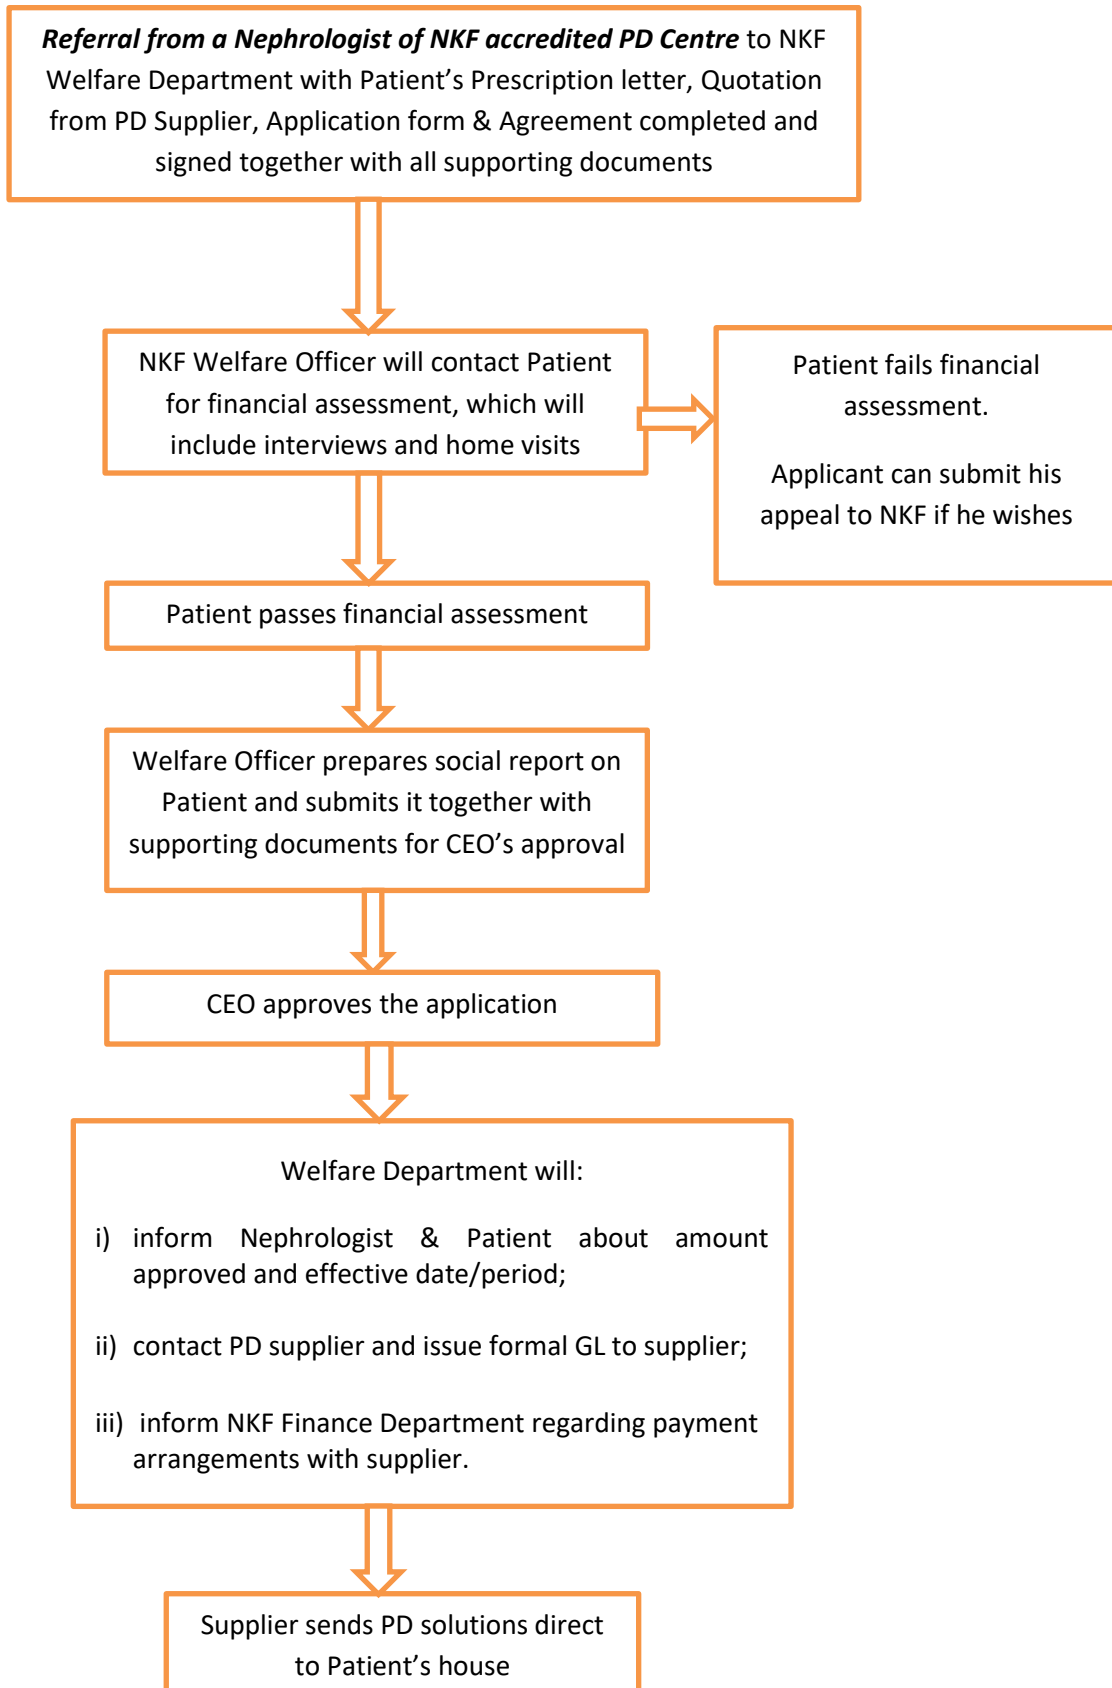 Referral from a Nephrologist of NKF accredited PD Centre to NKF
Welfare Department with Patient’s Prescription letter, Quotation
from PD Supplier, Application form & Agreement completed and
signed together with all supporting documents
NKF Welfare Officer will contact Patient
for financial assessment, which will
include interviews and home visits
Patient fails financial
assessment.
Applicant can submit his
appeal to NKF if he wishes
Patient passes financial assessment
Welfare Officer prepares social report on
Patient and submits it together with
supporting documents for CEO’s approval
CEO approves the application
Welfare Department will:
i) inform Nephrologist & Patient about amount
approved and effective date/period;
ii) contact PD supplier and issue formal GL to supplier;
iii) inform NKF Finance Department regarding payment
arrangements with supplier.
Supplier sends PD solutions direct
to Patient’s house